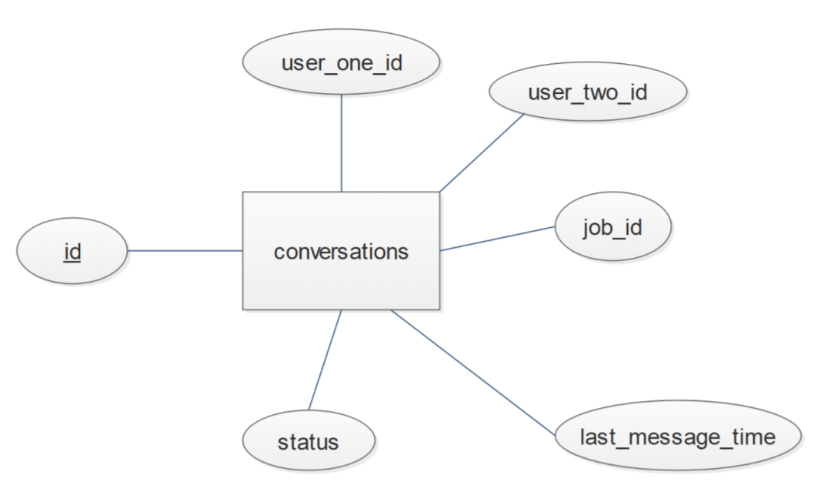 user_one_id
user_two_id
job_id
id
conversations
status
last_message_time